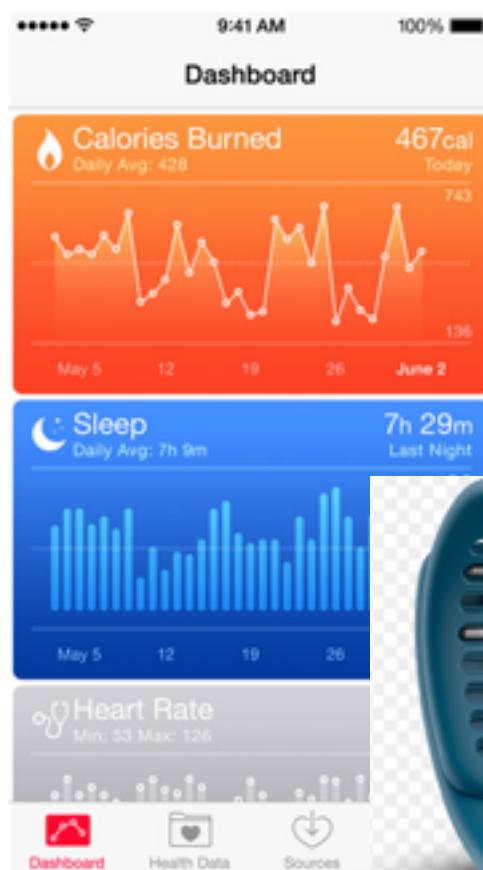 9:41 AM
100%
Dashboard
Calories Burned
467cal
Daily Avg: 428
Today
743
136
May 5
12
19
26
June 2
Sleep
7h 29m
Daily Avg: 7h 9m
Last Night
May 5
12
19
26
Heart Rate
Min: 53 Max: 126
Dashboard
Health Data
Sources